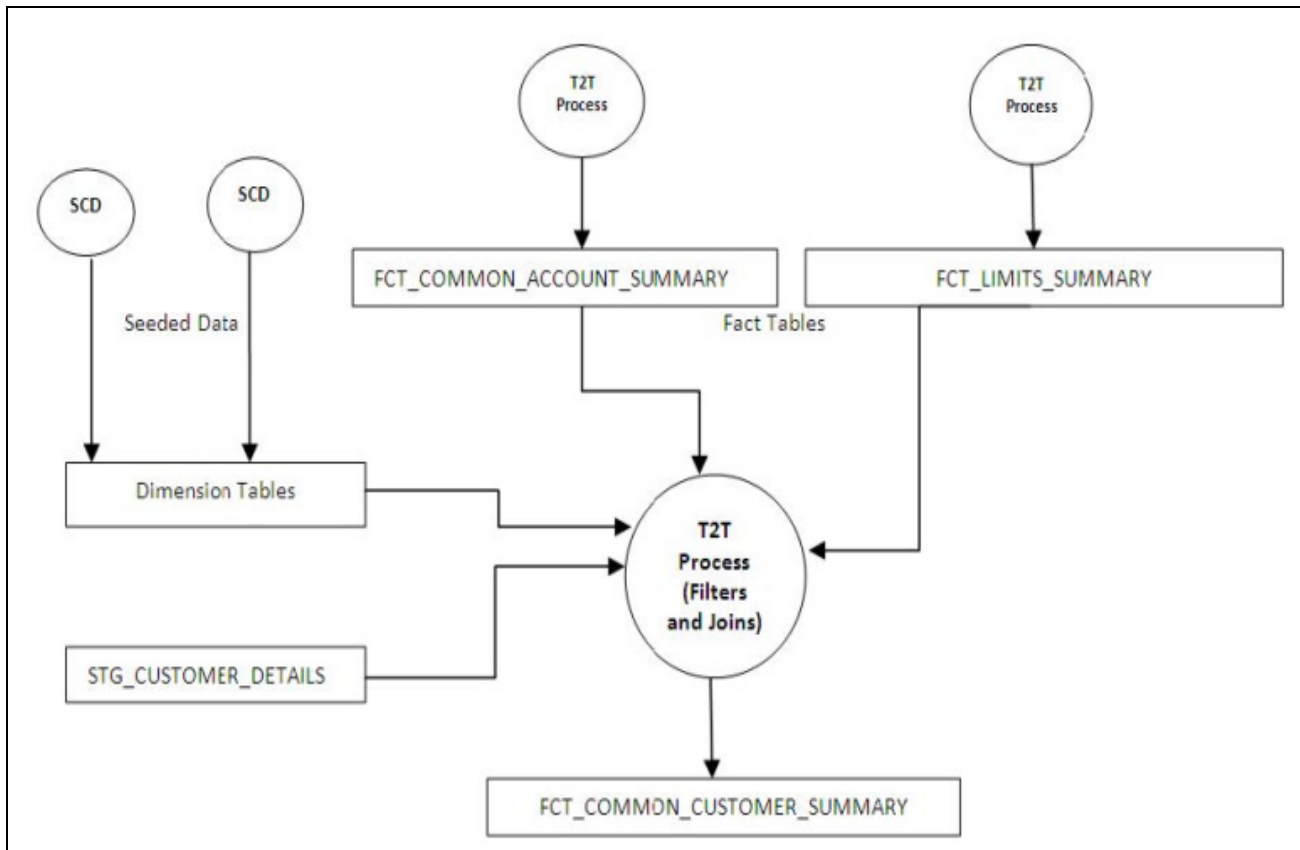 T2T
Process
T2T
Process
SCD
SCD
FCT_COMMON_ACCOUNT_SUMMARY
FCT_LIMITS_SUMMARY
Seeded Data
Fact Tables
Dimension Tables
T2T
Process
(Filters
and Joins)
STG_CUSTOMER_DETAILS
FCT_COMMON_CUSTOMER_SUMMARY